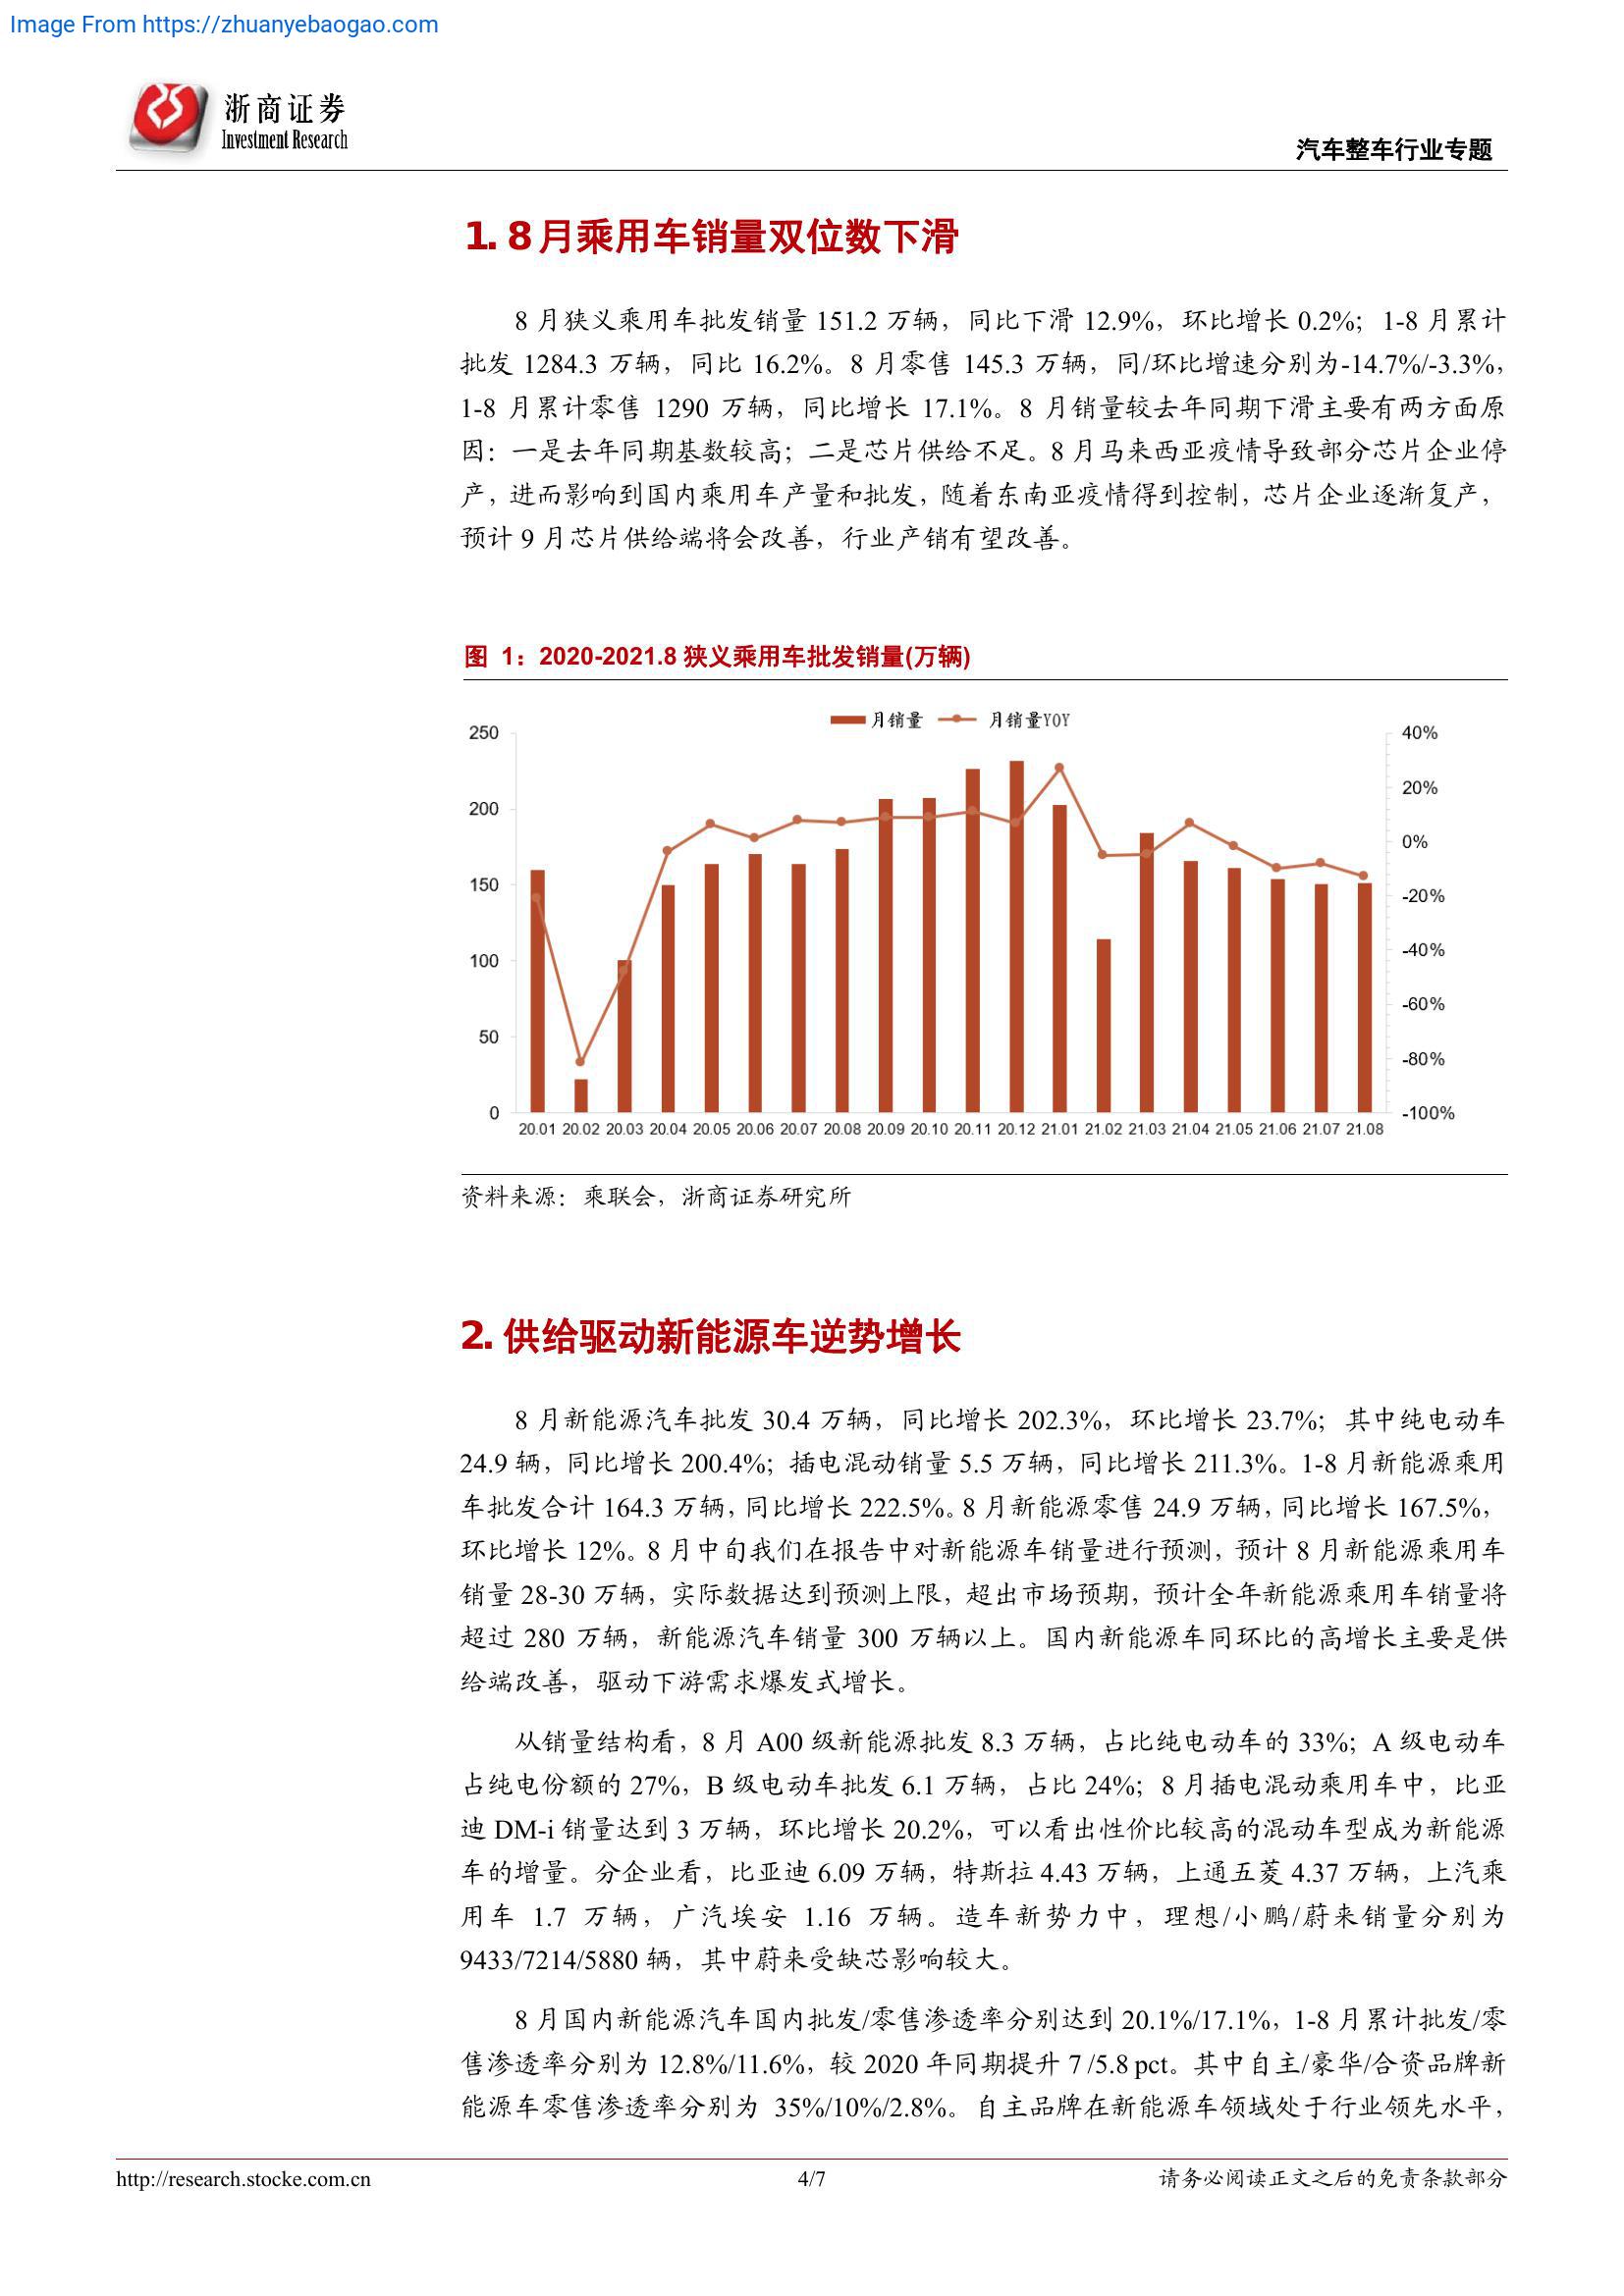 Image From https://zhuanyebaogao.com
浙商证券
Investment Research
汽车整车行业专题
1. 8月乘用车销量双位数下滑
8 月狭义乘用车批发销量 151.2 万辆，同比下滑 12.9%，环比增长 0.2%；1-8 月累计
批发 1284.3 万辆，同比 16.2%。8 月零售 145.3 万辆，同/环比增速分别为-14.7%/-3.3%，
1-8 月累计零售 1290 万辆，同比增长 17.1%。8 月销量较去年同期下滑主要有两方面原
因：一是去年同期基数较高；二是芯片供给不足。8 月马来西亚疫情导致部分芯片企业停
产，进而影响到国内乘用车产量和批发，随着东南亚疫情得到控制，芯片企业逐渐复产，
预计 9 月芯片供给端将会改善，行业产销有望改善。
图 1：2020-2021.8 狭义乘用车批发销量(万辆)
月销量 月销量YOY
250 40%
20%
200
0%
150
-20%
100 -40%
-60%
50
-80%
0 -100%
20.01 20.02 20.03 20.04 20.05 20.06 20.07 20.08 20.09 20.10 20.11 20.12 21.01 21.02 21.03 21.04 21.05 21.06 21.07 21.08
资料来源：乘联会，浙商证券研究所
2. 供给驱动新能源车逆势增长
8 月新能源汽车批发 30.4 万辆，同比增长 202.3%，环比增长 23.7%；其中纯电动车
24.9 辆，同比增长 200.4%；插电混动销量 5.5 万辆，同比增长 211.3%。1-8 月新能源乘用
车批发合计 164.3 万辆，同比增长 222.5%。8 月新能源零售 24.9 万辆，同比增长 167.5%，
环比增长 12%。8 月中旬我们在报告中对新能源车销量进行预测，预计 8 月新能源乘用车
销量 28-30 万辆，实际数据达到预测上限，超出市场预期，预计全年新能源乘用车销量将
超过 280 万辆，新能源汽车销量 300 万辆以上。国内新能源车同环比的高增长主要是供
给端改善，驱动下游需求爆发式增长。
从销量结构看，8 月 A00 级新能源批发 8.3 万辆，占比纯电动车的 33%；A 级电动车
占纯电份额的 27%，B 级电动车批发 6.1 万辆，占比 24%；8 月插电混动乘用车中，比亚
迪 DM-i 销量达到 3 万辆，环比增长 20.2%，可以看出性价比较高的混动车型成为新能源
车的增量。分企业看，比亚迪 6.09 万辆，特斯拉 4.43 万辆，上通五菱 4.37 万辆，上汽乘
用车 1.7 万辆，广汽埃安 1.16 万辆。造车新势力中，理想/小鹏/蔚来销量分别为
9433/7214/5880 辆，其中蔚来受缺芯影响较大。
8 月国内新能源汽车国内批发/零售渗透率分别达到 20.1%/17.1%，1-8 月累计批发/零
售渗透率分别为 12.8%/11.6%，较 2020 年同期提升 7 /5.8 pct。其中自主/豪华/合资品牌新
能源车零售渗透率分别为 35%/10%/2.8%。自主品牌在新能源车领域处于行业领先水平，
http://research.stocke.com.cn 4/7 请务必阅读正文之后的免责条款部分